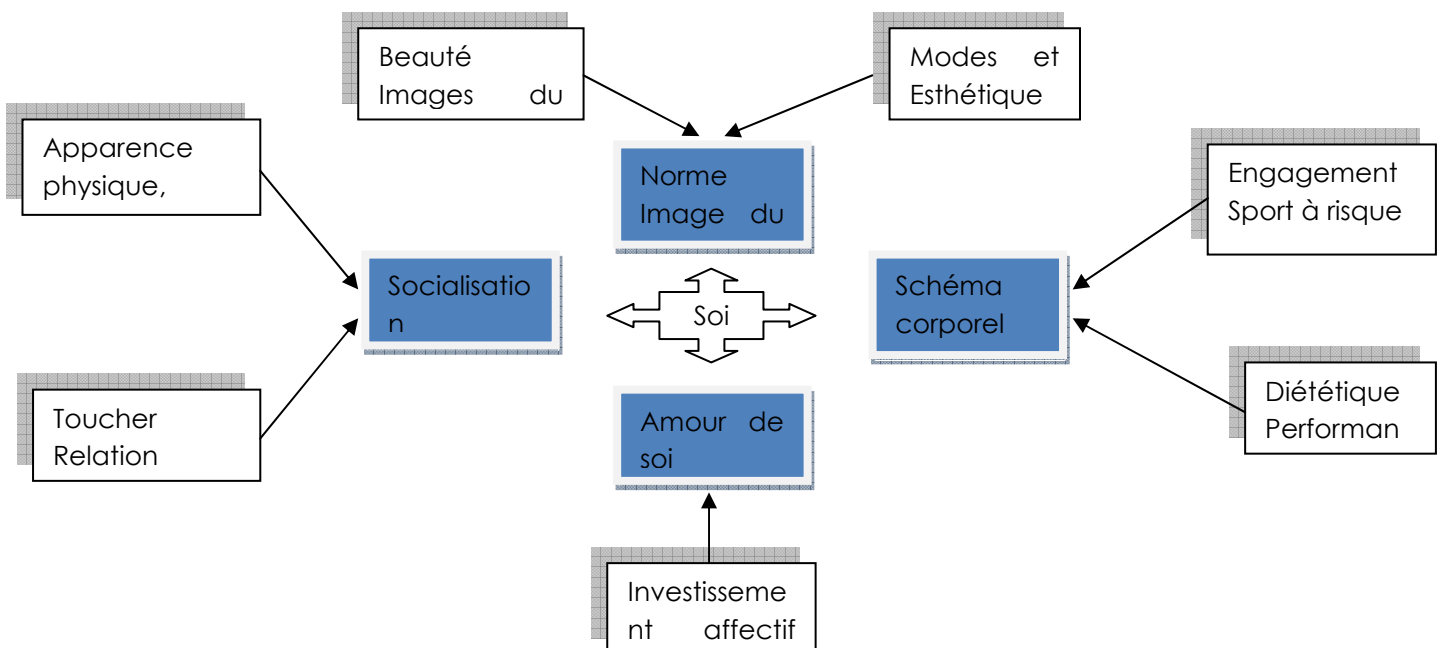 Beauté
Images du
Modes et
Esthétique
Apparence
physique,
Norme
Image du
Engagement
Sport à risque
Socialisatio
n
Soi
Schéma
corporel
Toucher
Relation
Amour de
soi
Diététique
Performan
Investisseme
nt affectif